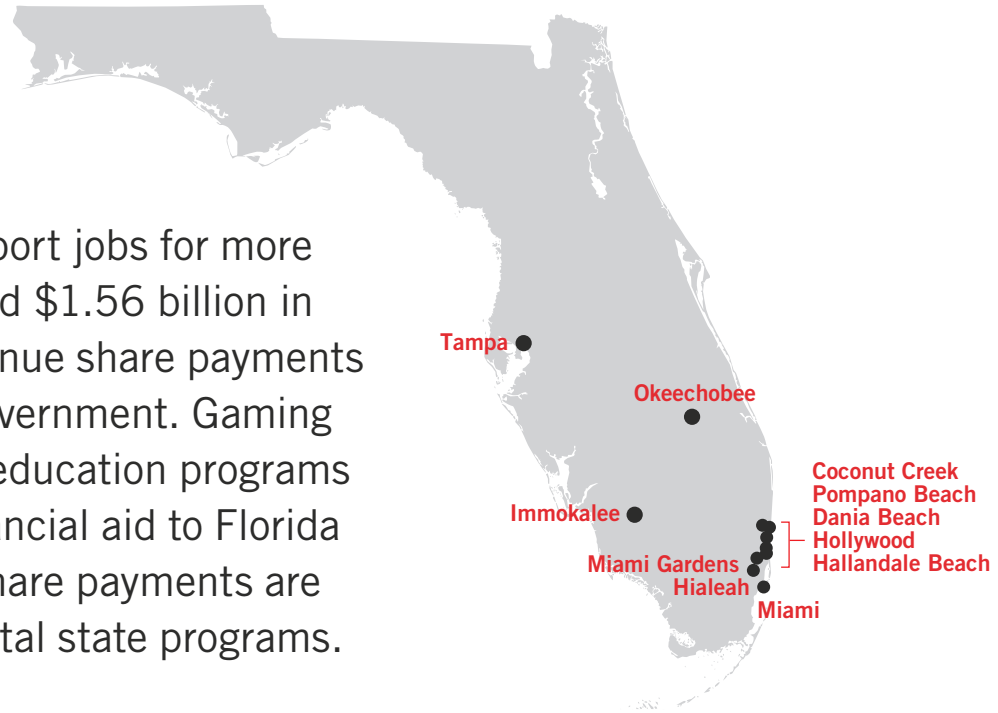 port jobs for more
d $1.56 billion in
nue share payments
vernment. Gaming
education programs
ancial aid to Florida
hare payments are
tal state programs.
Tampa
Okeechobee
Immokalee
Coconut Creek
Pompano Beach
Dania Beach
Hollywood
Hallandale Beach
Miami Gardens
Hialeah
Miami